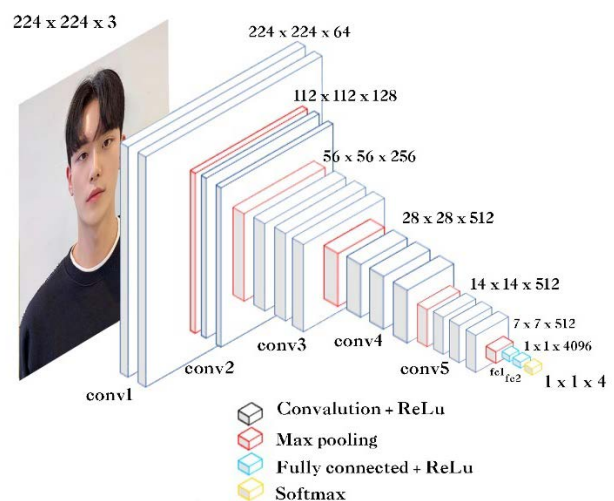 224 x 224 x 3
224 x 224 x 64
112 x 112 x 128
56 x 56 x 256
28 x 28 x 512
14 x 14 x 512
7 x 7 x 512
1 x 1 x 4096
1 x 1 x 4
conv1
conv2
conv3
conv4
conv5
fc1
fc2
Convalution + ReLu
Max pooling
Fully connected + ReLu
Softmax